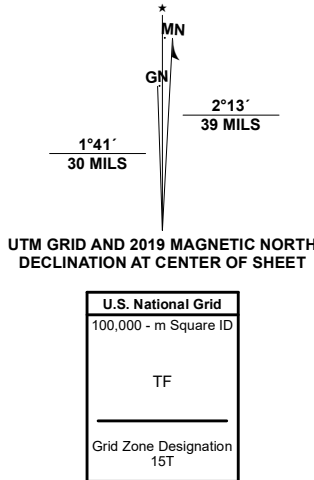 ★
MN
GN
2°13´
39 MILS
1°41´
30 MILS
UTM GRID AND 2019 MAGNETIC NORTH
DECLINATION AT CENTER OF SHEET
U.S. National Grid
100,000 - m Square ID
TF
Grid Zone Designation
15T